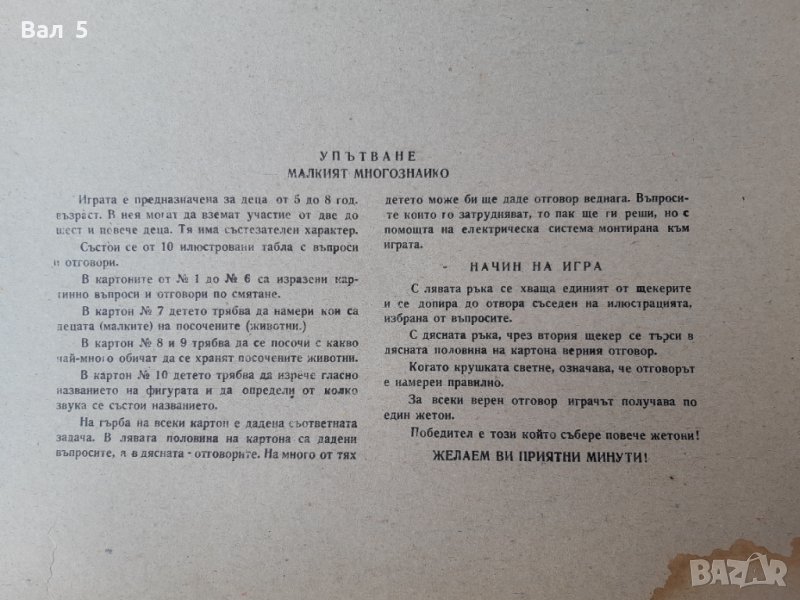 Вал 5
УПЪТВАНЕ
МАЛКИЯТ МНОГОЗНАЙКО
Играта е предназначена за деца от 5 до 8 год.
възраст. В нея могат да вземат участие от две до
шест и повече деца. Тя има състезателен характер.
Състои се от 10 илюстровани табла с въпроси
и отговори.
В картоните от № 1 до № 6 са изразени кар-
тинно въпроси и отговори по смятане.
В картон № 7 детето трябва да намери кои са
децата (малките) на посочените (животни.)
В картон № 8 и 9 трябва да се посочи с какво
най-много обичат да се хранят посочените животни.
В картон № 10 детето трябва да изрече гласно
названието на фигурата и да определи от колко
звука се състои названието.
На гърба на всеки картон е дадена съответната
задача. В лявата половина на картона са дадени
въпросите, а в дясната - отговорите. На много от тях
детето може би ще даде отговор веднага. Въпроси-
те които го затрудняват, то пак ще ги реши, но с
помощта на електрическа система монтирана към
играта.
НАЧИН НА ИГРА
С лявата ръка се хваща единият от щекерите
и се допира до отвора съседен на илюстрацията,
избрана от въпросите.
С дясната ръка, чрез втория щекер се търси в
дясната половина на картона верния отговор.
Когато крушката светне, означава, че отговорът
е намерен правилно.
За всеки верен отговор играчът получава по
един жетон.
Победител е този който събере повече жетони!
ЖЕЛАЕМ ВИ ПРИЯТНИ МИНУТИ!
BAZAR
bg